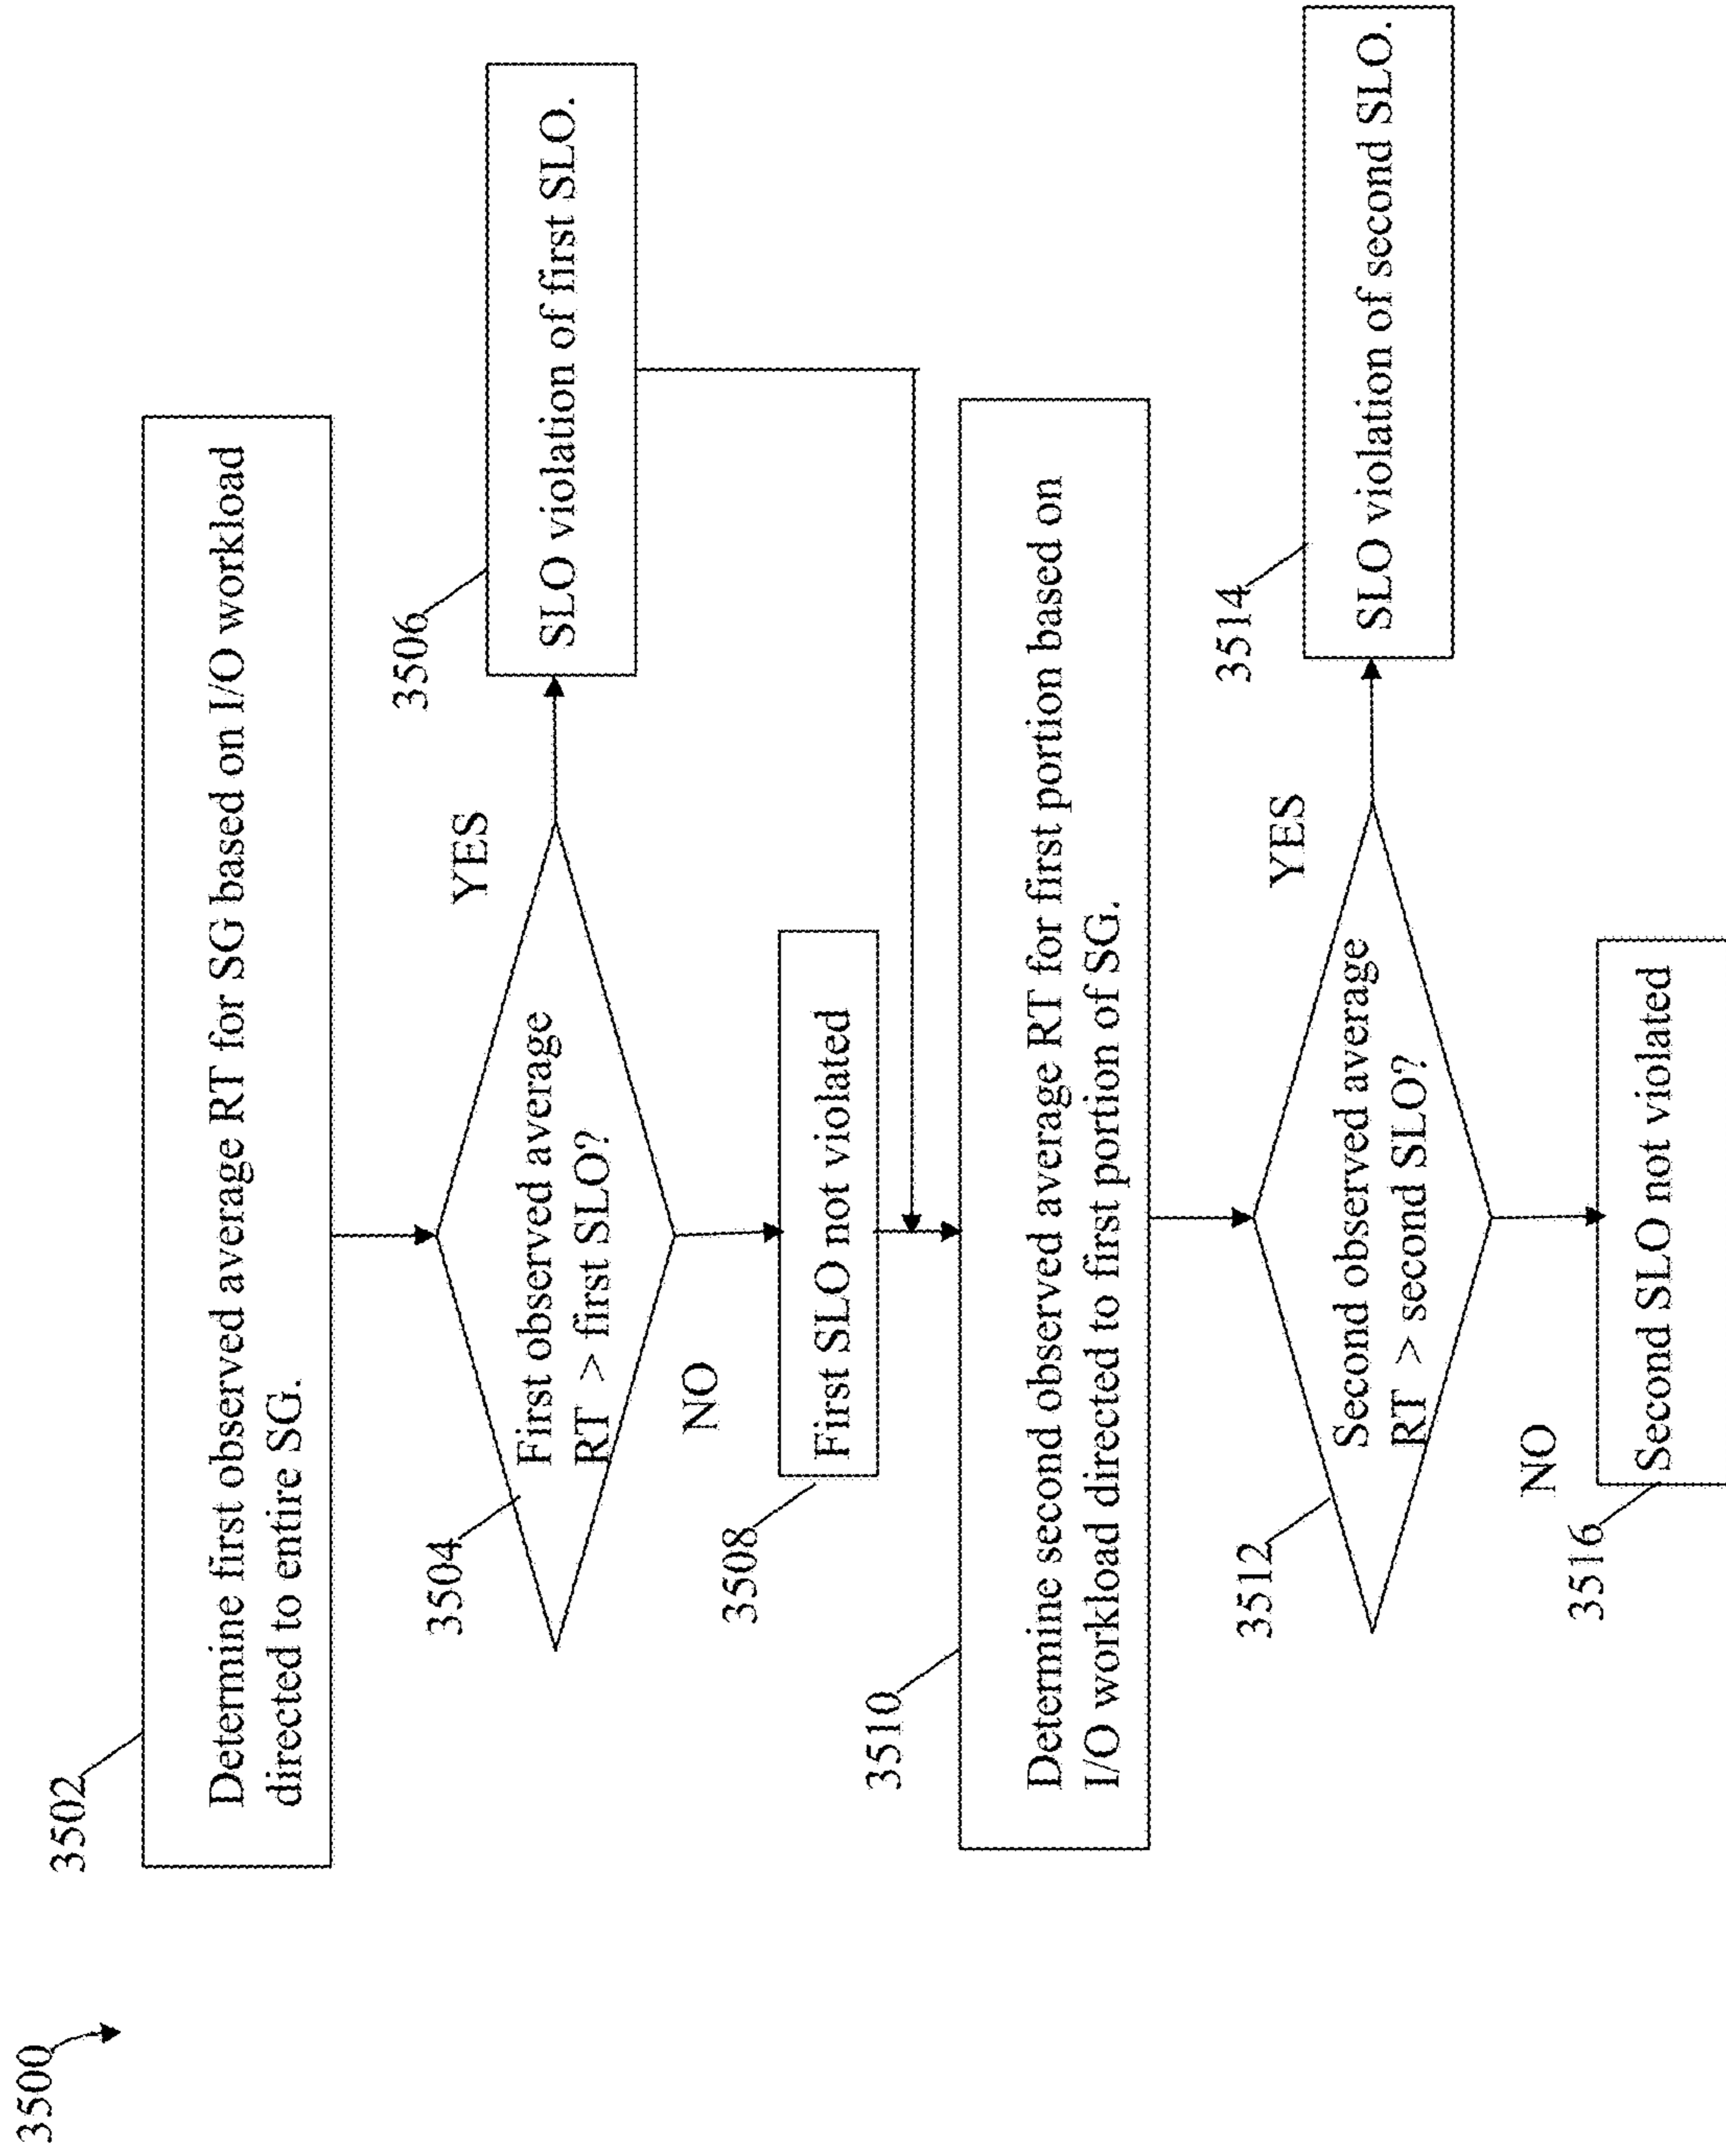 3500
3502
Determine first observed average RT for SG based on I/O workload
directed to entire SG.
3504
First observed average
RT > first SLO?
YES
3506
SLO violation of first SLO.
NO
3508
First SLO not violated
3510
Determine second observed average RT for first portion based on
I/O workload directed to first portion of SG.
3512
Second observed average
RT > second SLO?
YES
3514
SLO violation of second SLO.
NO
3516
Second SLO not violated